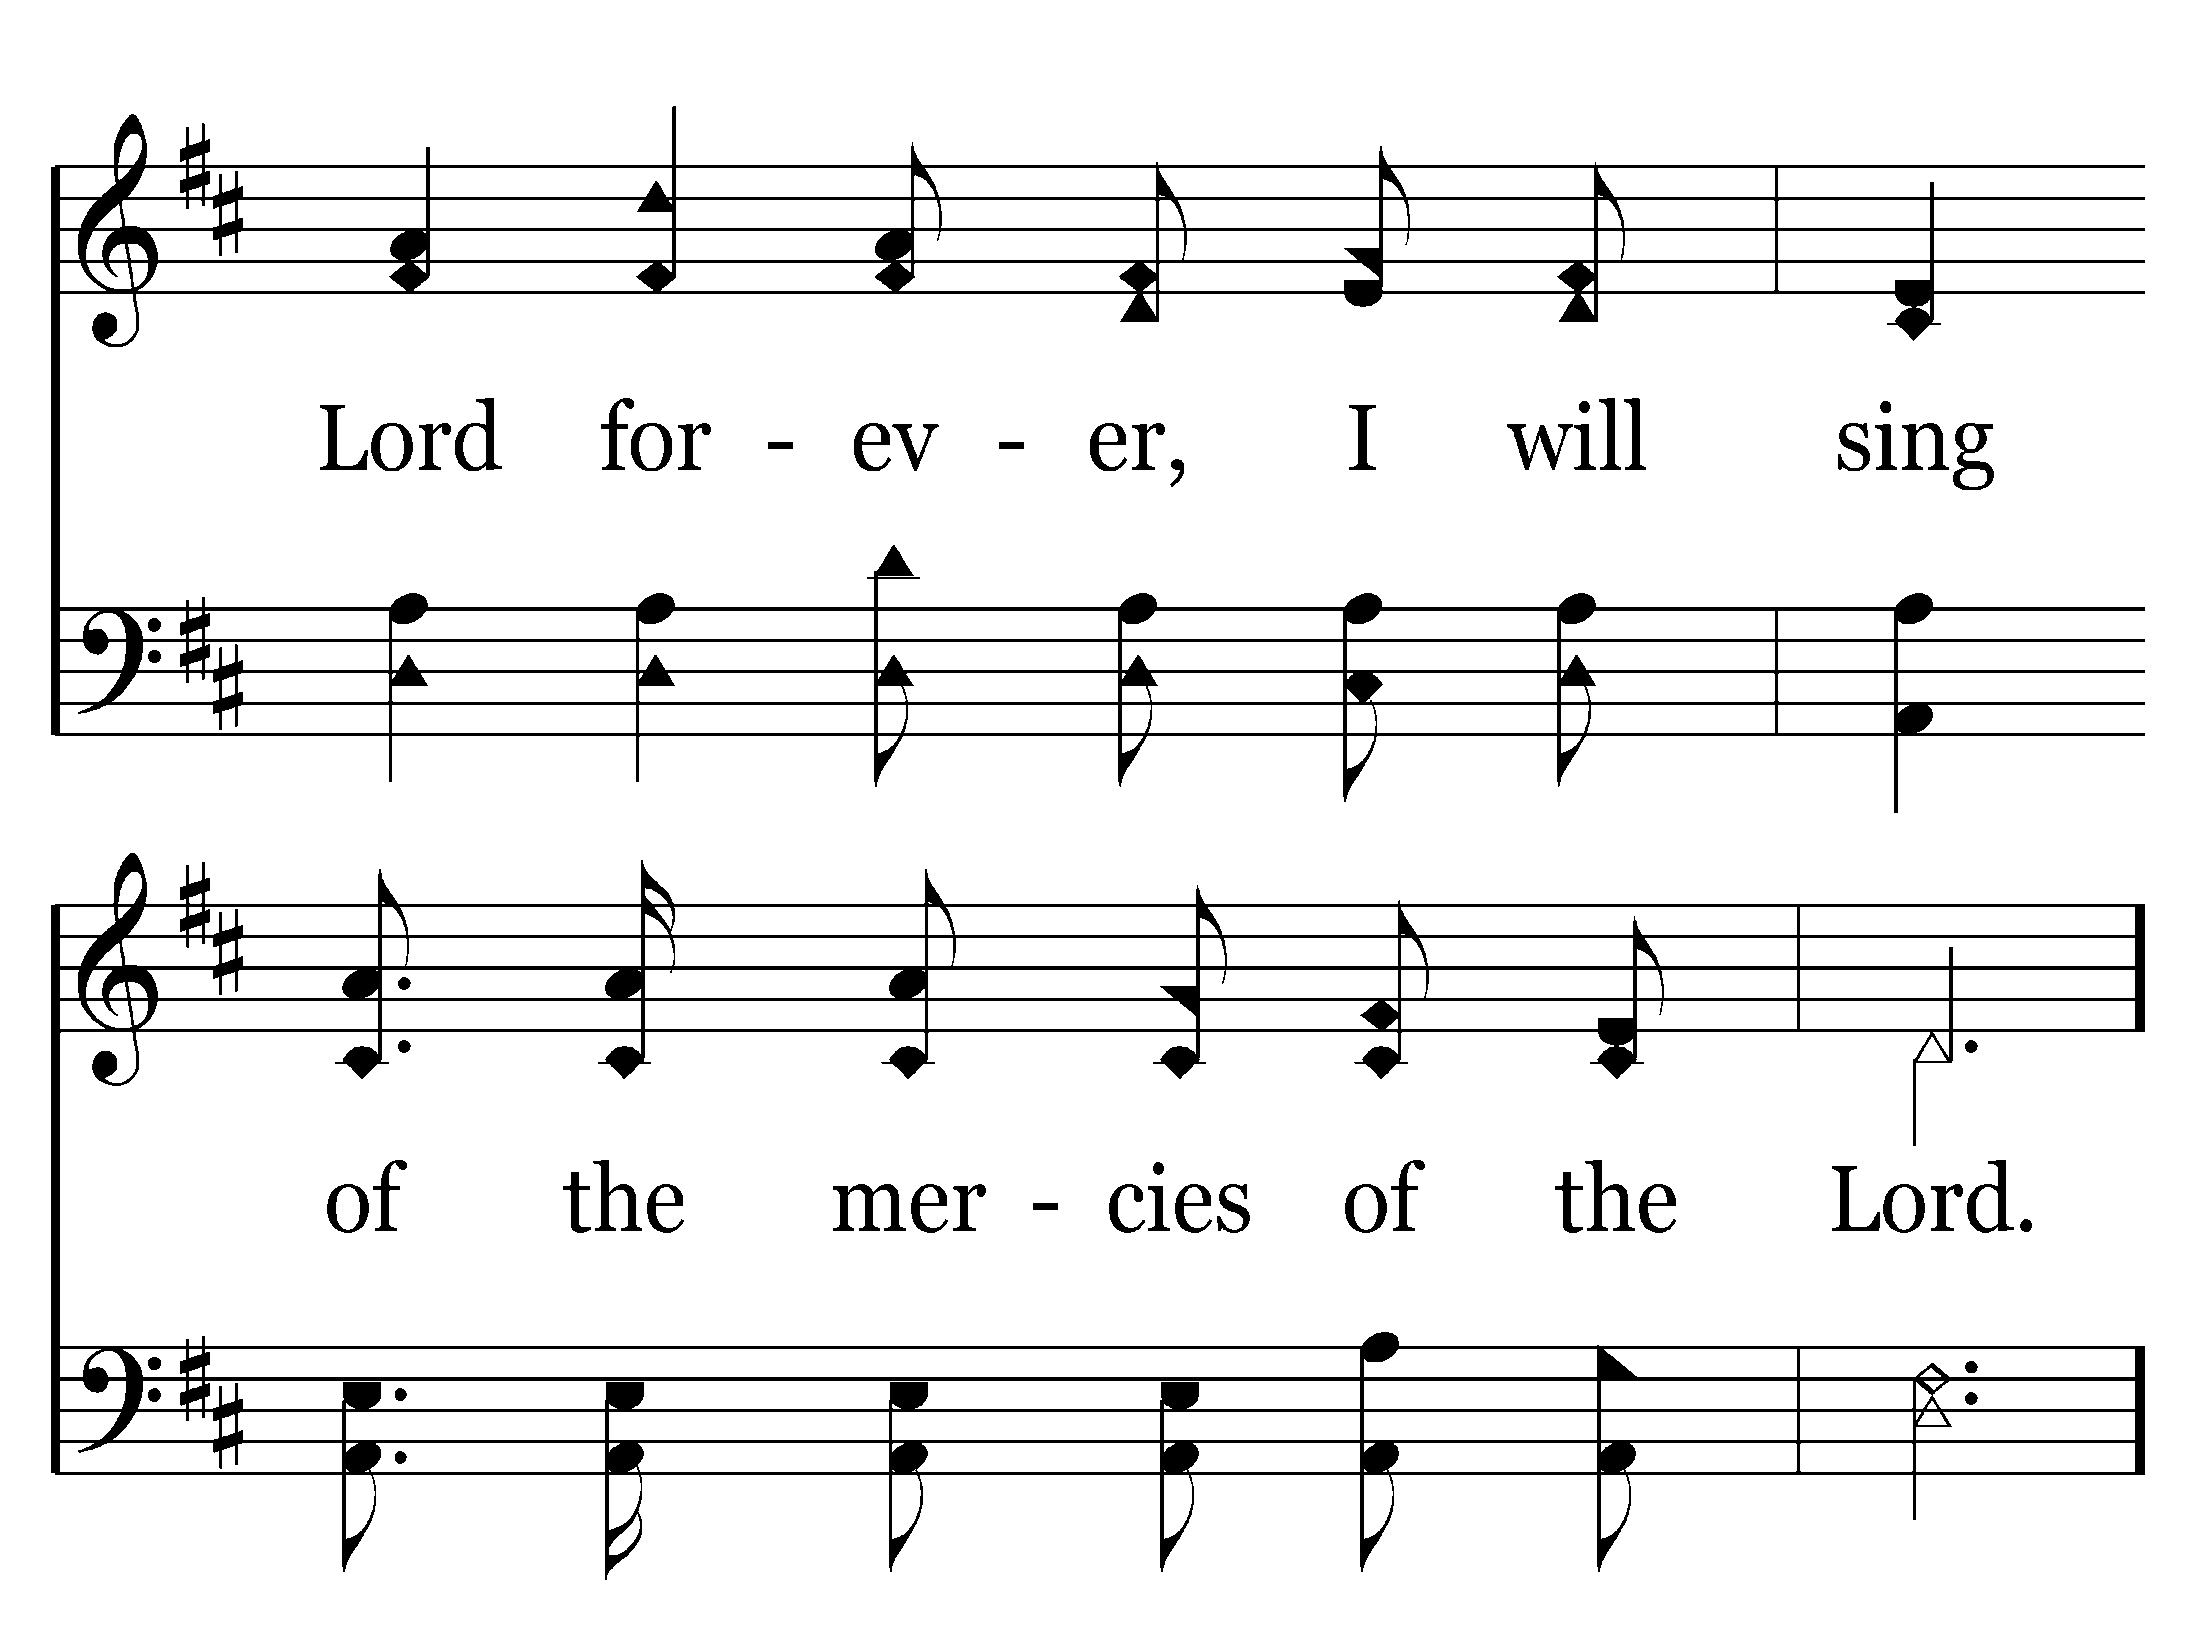 Lord for - ev - er, I will sing
of the mer - cies of the Lord.